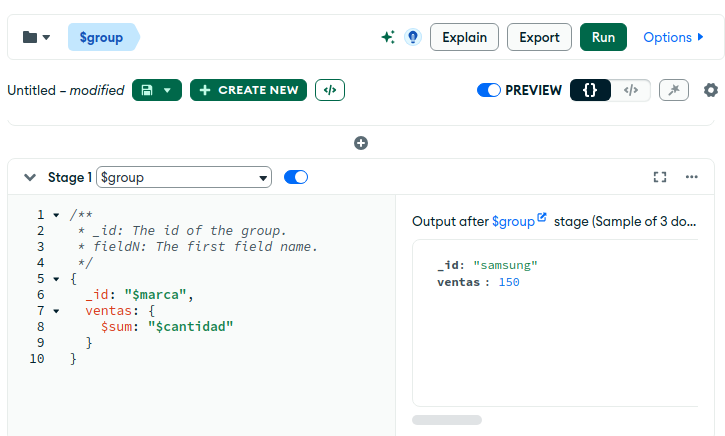 $group
Explain
Export
Run
Options
Untitled – modified
+ CREATE NEW
</>
PREVIEW
{}
</>
Stage 1
$group
...
1 /**
2 * _id: The id of the group.
3 * fieldN: The first field name.
4 */
5 {
6 _id: "$marca",
7 ventas: {
8 $sum: "$cantidad"
9 }
10 }
Output after $group stage (Sample of 3 do...
_id: "samsung"
ventas : 150